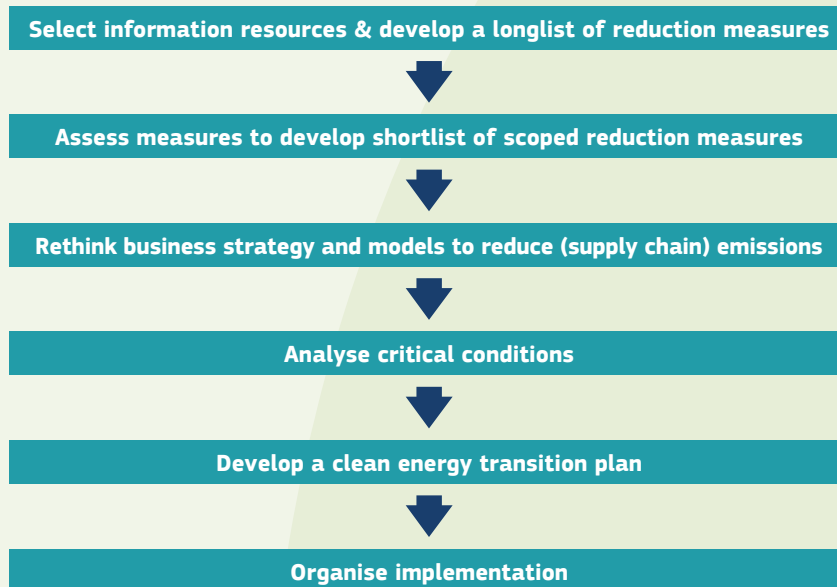 Select information resources & develop a longlist of reduction measures
Assess measures to develop shortlist of scoped reduction measures
Rethink business strategy and models to reduce (supply chain) emissions
Analyse critical conditions
Develop a clean energy transition plan
Organise implementation